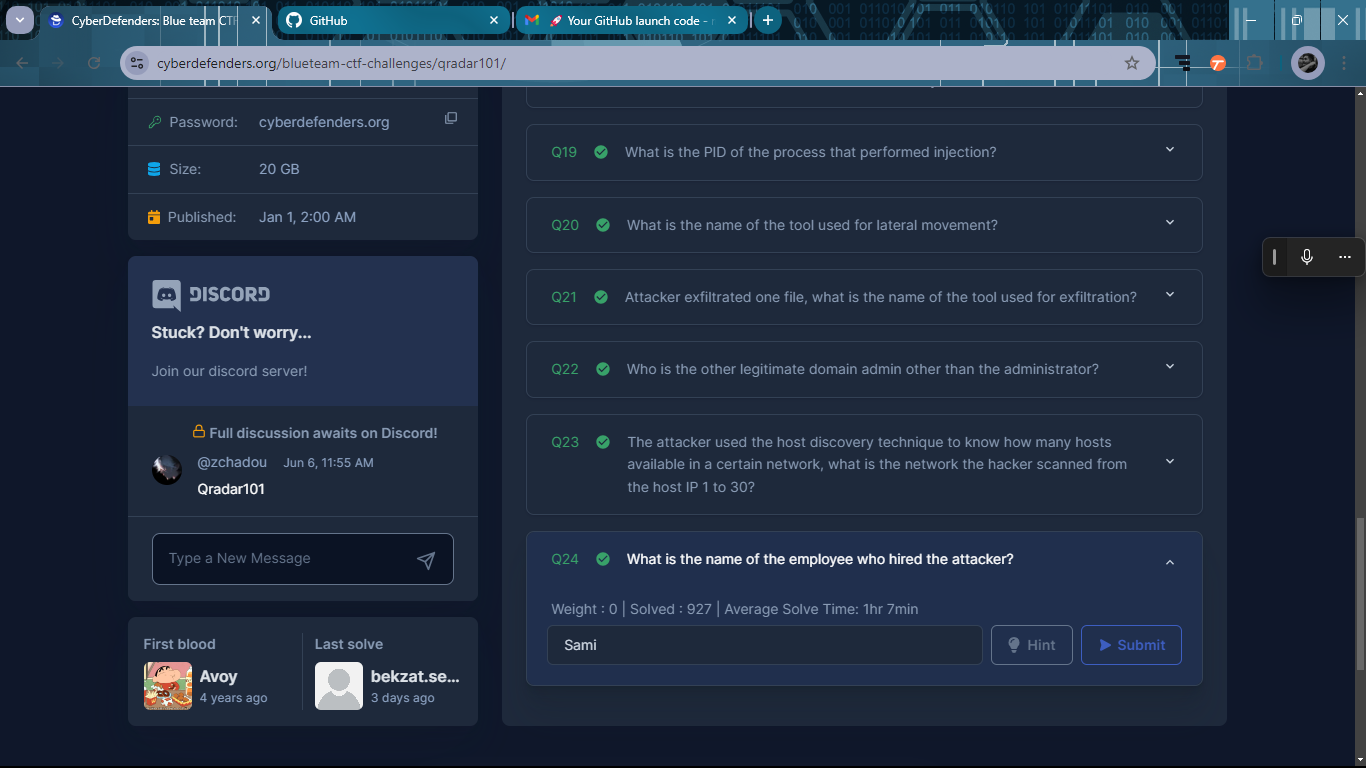 CyberDefenders: Blue team CTF
GitHub
Your GitHub launch code -
cyberdefenders.org/blueteam-ctf-challenges/qradar101/
Password: cyberdefenders.org
Size: 20 GB
Published: Jan 1, 2:00 AM
DISCORD
Stuck? Don't worry...
Join our discord server!
Full discussion awaits on Discord!
@zchadou Jun 6, 11:55 AM
Qradar101
Type a New Message
First blood
Avoy
4 years ago
Last solve
bekzat.se...
3 days ago
Q19 What is the PID of the process that performed injection?
Q20 What is the name of the tool used for lateral movement?
Q21 Attacker exfiltrated one file, what is the name of the tool used for exfiltration?
Q22 Who is the other legitimate domain admin other than the administrator?
Q23 The attacker used the host discovery technique to know how many hosts
available in a certain network, what is the network the hacker scanned from
the host IP 1 to 30?
Q24 What is the name of the employee who hired the attacker?
Weight : 0 | Solved : 927 | Average Solve Time: 1hr 7min
Sami
Hint
Submit